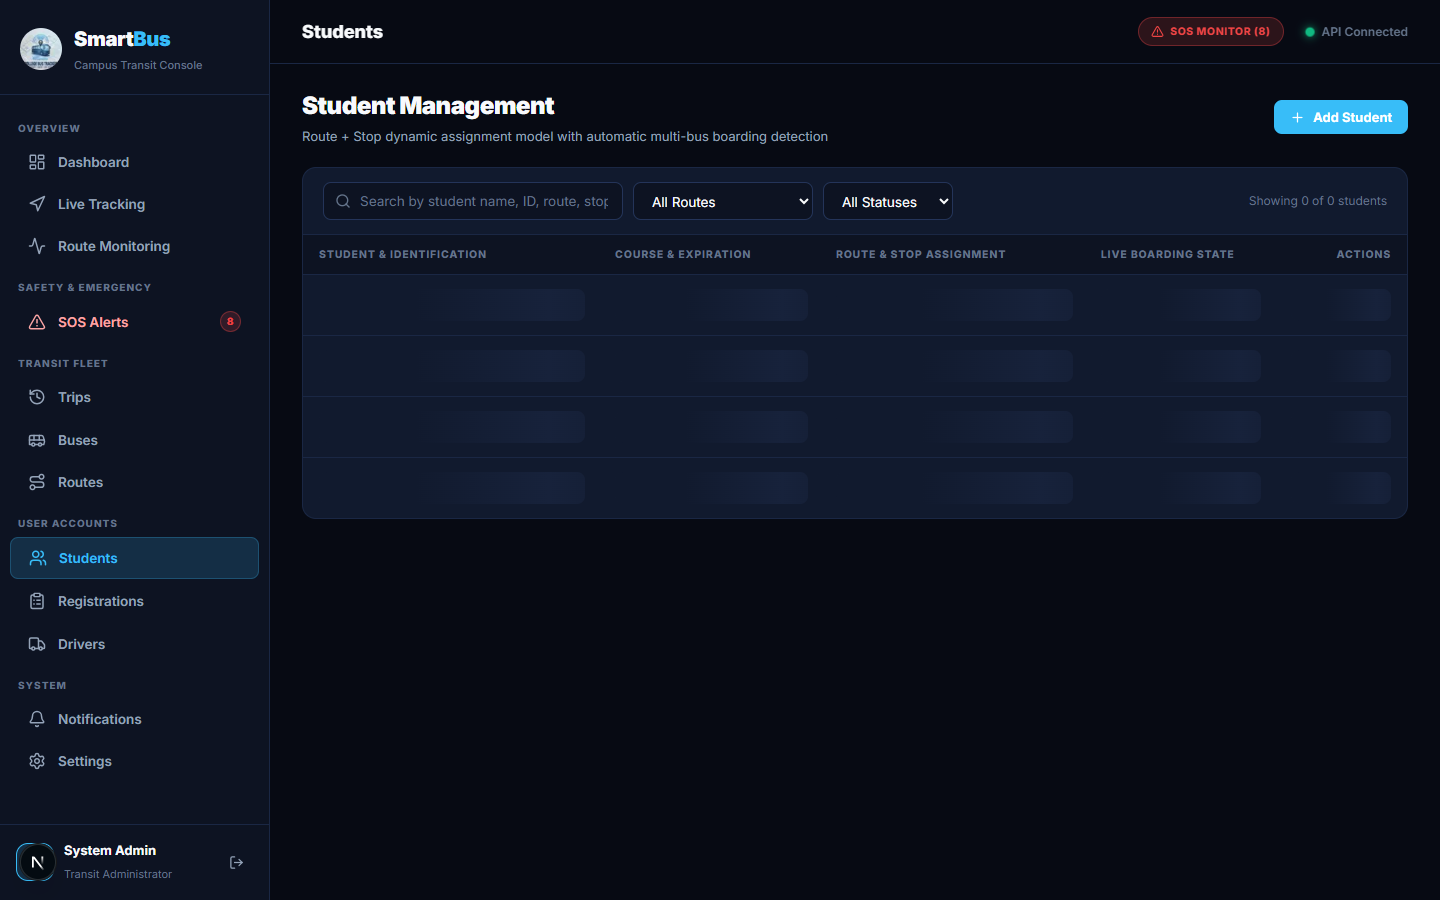 SmartBus
Campus Transit Console
OVERVIEW
Dashboard
Live Tracking
Route Monitoring
SAFETY & EMERGENCY
SOS Alerts 8
TRANSIT FLEET
Trips
Buses
Routes
USER ACCOUNTS
Students
Registrations
Drivers
SYSTEM
Notifications
Settings
N
System Admin
Transit Administrator
Students
SOS MONITOR (8)
API Connected
Student Management
Route + Stop dynamic assignment model with automatic multi-bus boarding detection
+ Add Student
Search by student name, ID, route, stop
All Routes
All Statuses
Showing 0 of 0 students
STUDENT & IDENTIFICATION COURSE & EXPIRATION ROUTE & STOP ASSIGNMENT LIVE BOARDING STATE ACTIONS